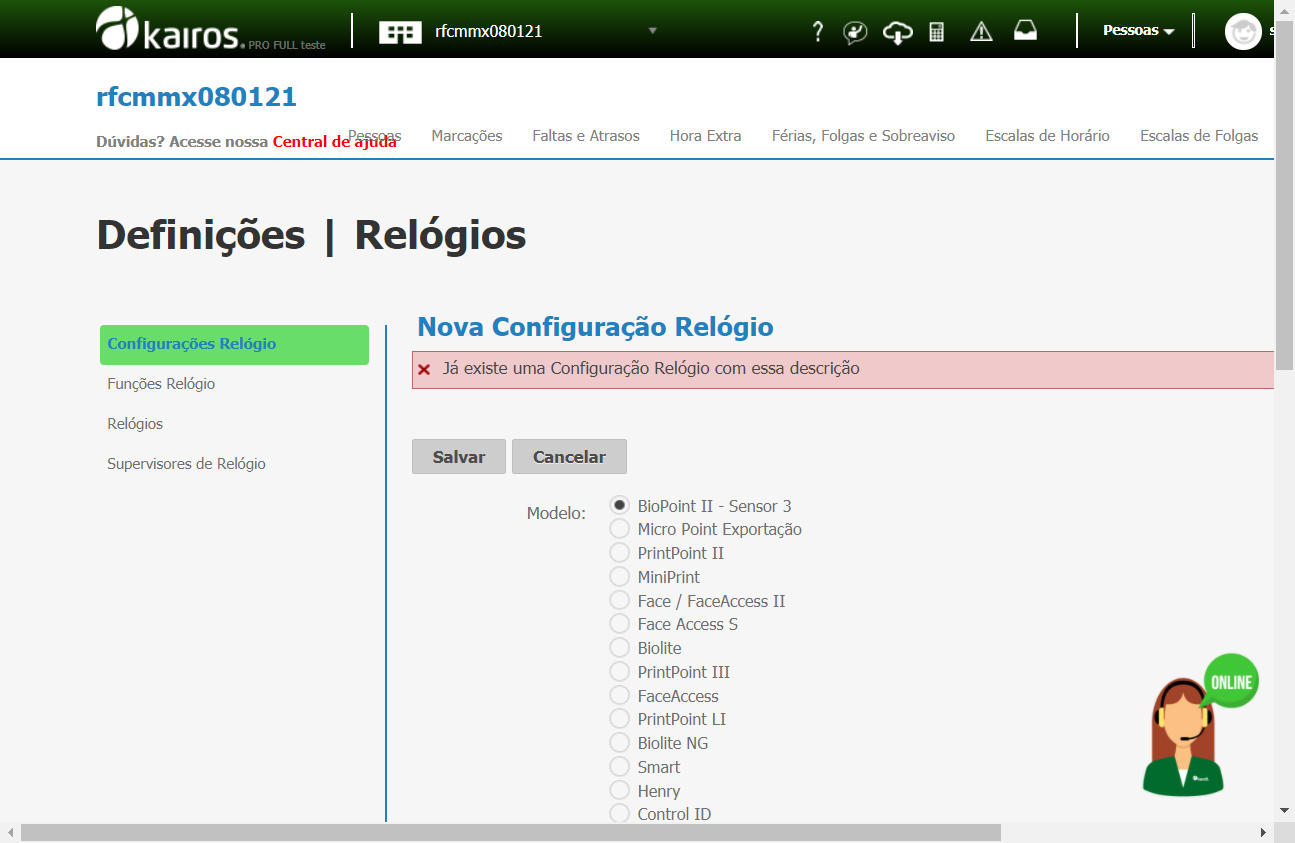 kairos. PRO FULL teste
rfcmmx080121
?
Pessoas
s
rfcmmx080121
Dúvidas? Acesse nossa Central de ajuda
Pessoas Marcações Faltas e Atrasos Hora Extra Férias, Folgas e Sobreaviso Escalas de Horário Escalas de Folgas
Definições | Relógios
Configurações Relógio
Funções Relógio
Relógios
Supervisores de Relógio
Nova Configuração Relógio
Já existe uma Configuração Relógio com essa descrição
Salvar Cancelar
Modelo:
BioPoint II - Sensor 3
Micro Point Exportação
PrintPoint II
MiniPrint
Face / FaceAccess II
Face Access S
Biolite
PrintPoint III
FaceAccess
PrintPoint LI
Biolite NG
Smart
Henry
Control ID
ONLINE